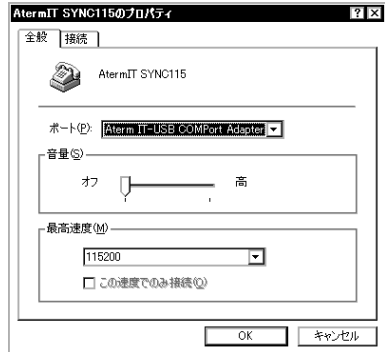 AtermIT SYNC115のプロパティ
全般 接続
AtermIT SYNC115
ポート(P): Aterm IT-USB COMPort Adapter
音量(S)
オフ 高
最高速度(M)
115200
この速度でのみ接続(O)
OK キャンセル